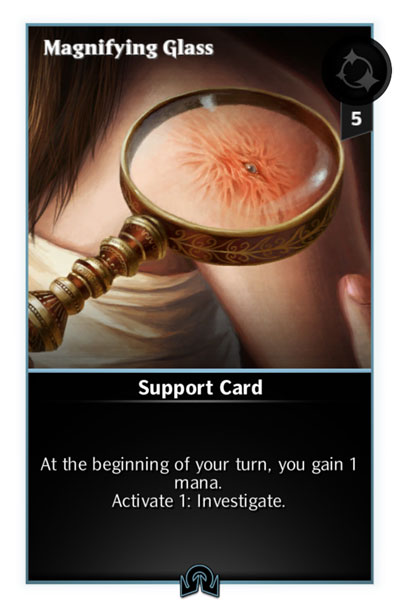 Magnifying Glass
5
Support Card
At the beginning of your turn, you gain 1
mana.
Activate 1: Investigate.